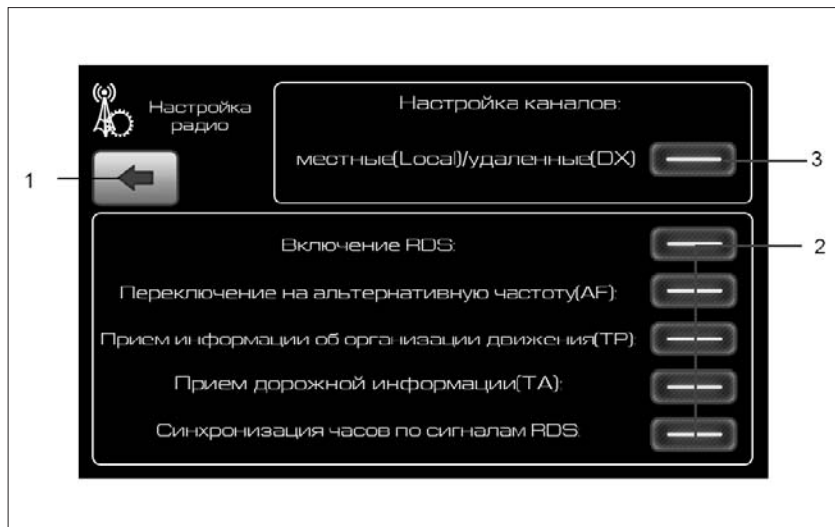 Настройка
радио
Настройка каналов:
местные(Local)/удаленные(DX)
3
1
Включение RDS:
2
Переключение на альтернативную частоту(AF):
Прием информации об организации движения(TP):
Прием дорожной информации(TA):
Синхронизация часов по сигналам RDS: